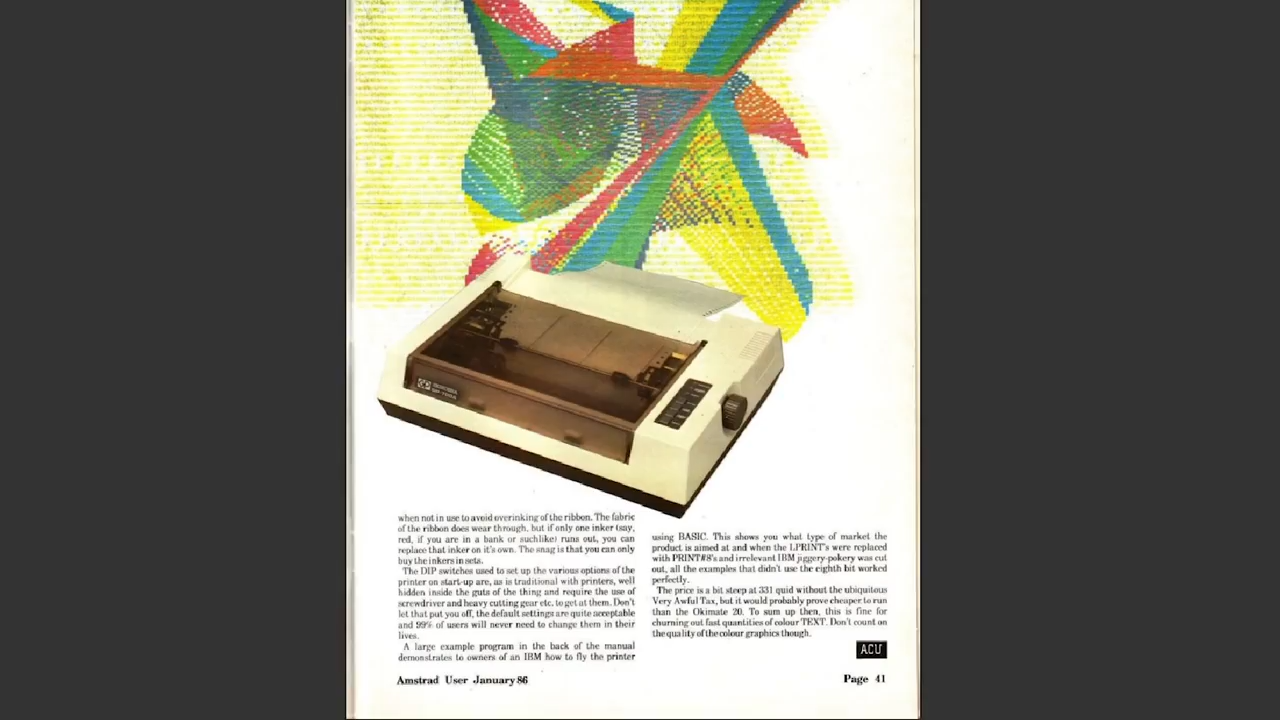 when not in use to avoid overinking of the ribbon. The fabric
of the ribbon does wear through, but if only one inker (say,
red, if you are in a bank or suchlike) runs out, you can
replace that inker on it's own. The snag is that you can only
buy the inkers in sets.
The DIP switches used to set up the various options of the
printer on start-up are, as is traditional with printers, well
hidden inside the guts of the thing and require the use of
screwdriver and heavy cutting gear etc. to get at them. Don't
let that put you off, the default settings are quite acceptable
and 99% of users will never need to change them in their
lives.
A large example program in the back of the manual
demonstrates to owners of an IBM how to fly the printer
using BASIC. This shows you what type of market the
product is aimed at and when the LPRINT's were replaced
with PRINT#8's and irrelevant IBM jiggery-pokery was cut
out, all the examples that didn't use the eighth bit worked
perfectly.
The price is a bit steep at 331 quid without the ubiquitous
Very Awful Tax, but it would probably prove cheaper to run
than the Okimate 20. To sum up then, this is fine for
churning out fast quantities of colour TEXT. Don't count on
the quality of the colour graphics though.
ACU
Amstrad User January 86
Page 41